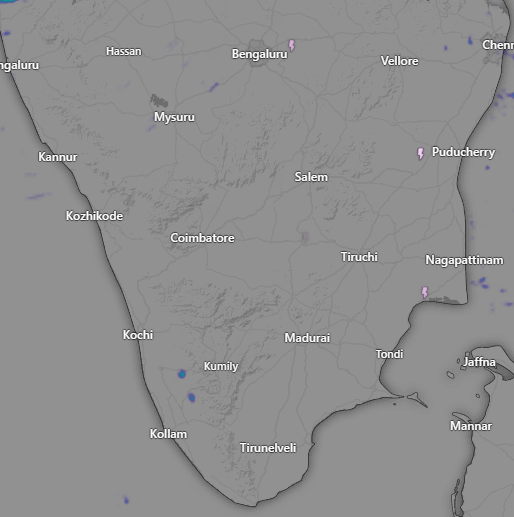 Hassan
Bengaluru
Chenn
ngaluru
Vellore
Mysuru
Kannur
Puducherry
Salem
Kozhikode
Coimbatore
Tiruchi
Nagapattinam
Kochi
Madurai
Tondi
Kumily
Jaffna
Kollam
Mannar
Tirunelveli